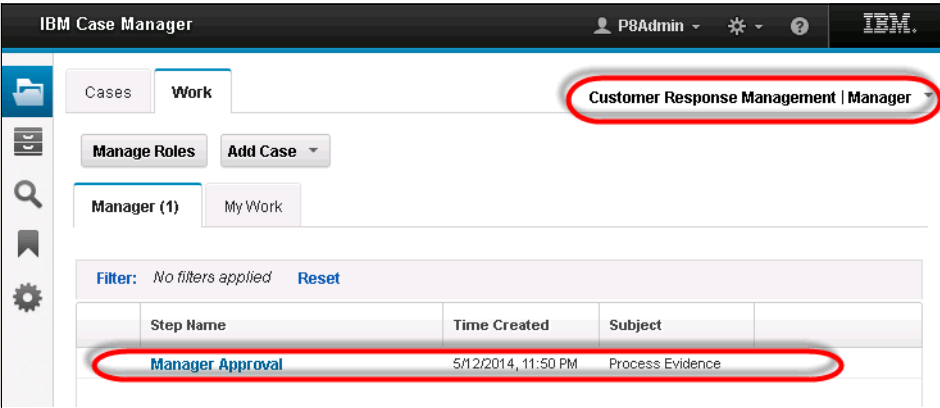 IBM Case Manager P8Admin IBM.
Cases Work Customer Response Management | Manager
Manage Roles Add Case
Manager (1) My Work
Filter: No filters applied Reset
Step Name Time Created Subject
Manager Approval 5/12/2014, 11:50 PM Process Evidence